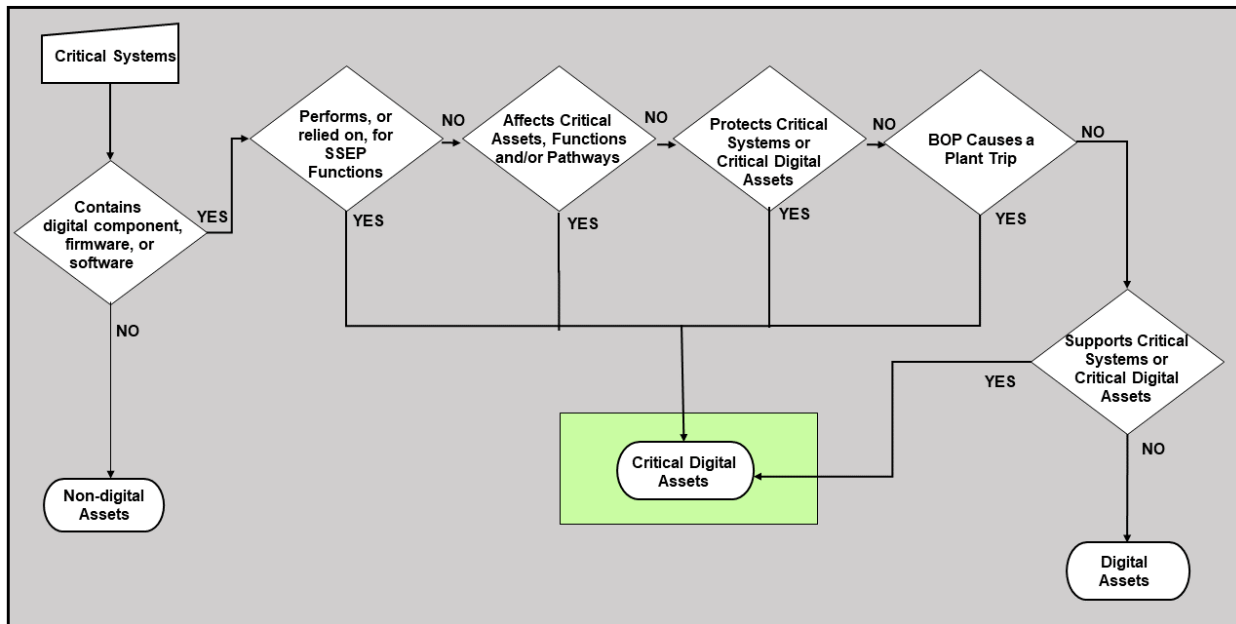 Critical Systems
Contains
digital component,
firmware, or
software
YES
NO
Non-digital
Assets
Performs, or
relied on, for
SSEP
Functions
NO
YES
Affects Critical
Assets, Functions
and/or Pathways
NO
YES
Protects Critical
Systems or
Critical Digital
Assets
NO
YES
BOP Causes a
Plant Trip
NO
YES
Supports Critical
Systems or
Critical Digital
Assets
YES
NO
Critical Digital
Assets
Digital
Assets